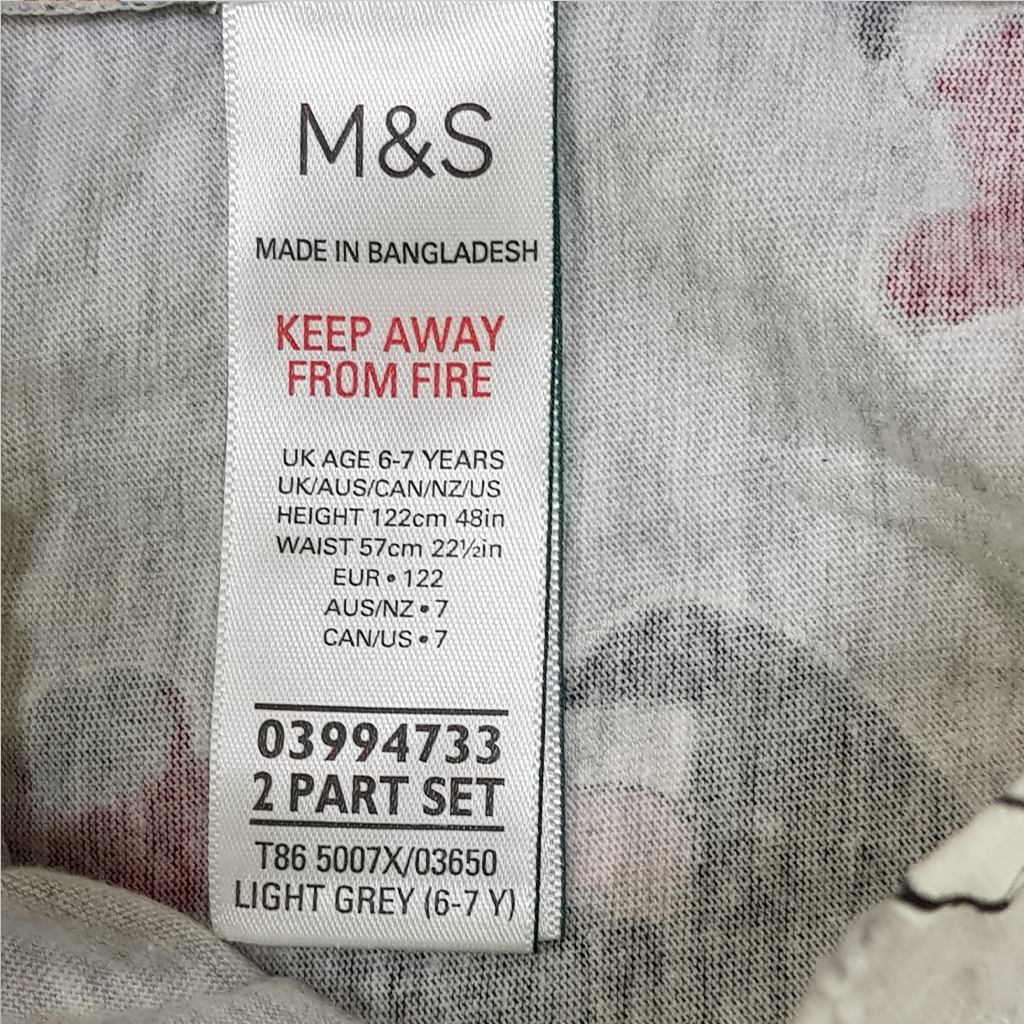 M&S
MADE IN BANGLADESH
KEEP AWAY
FROM FIRE
UK AGE 6-7 YEARS
UK/AUS/CAN/NZ/US
HEIGHT 122cm 48in
WAIST 57cm 22½in
EUR • 122
AUS/NZ • 7
CAN/US • 7
03994733
2 PART SET
T86 5007X/03650
LIGHT GREY (6-7 Y)